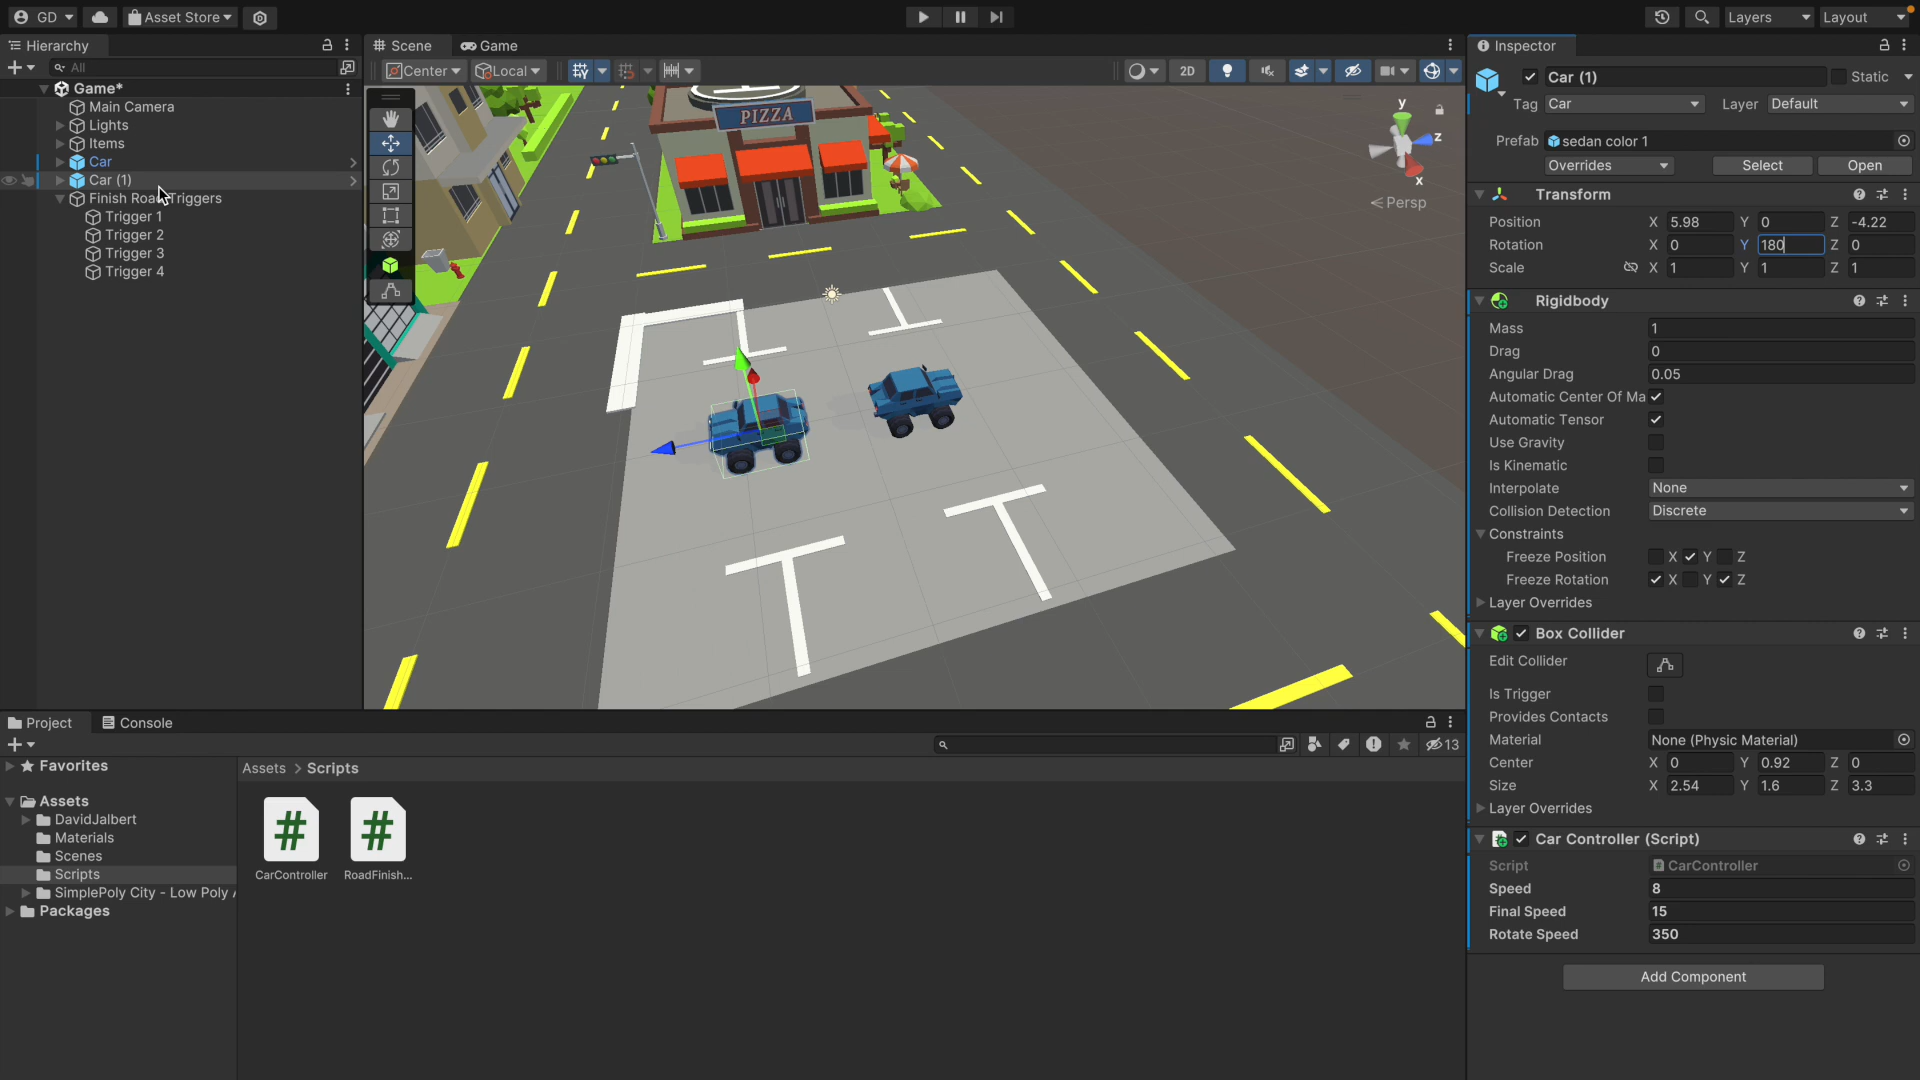 GD Asset Store Layers Layout
Hierarchy Scene Game Inspector
All Center Local 2D
Game*
Main Camera
Lights
Items
Car
Car (1)
Finish Road Triggers
Trigger 1
Trigger 2
Trigger 3
Trigger 4
PIZZA
y
z
x
Persp
Car (1) Static
Tag Car Layer Default
Prefab sedan color 1
Overrides Select Open
Transform
Position X 5.98 Y 0 Z -4.22
Rotation X 0 Y 180 Z 0
Scale X 1 Y 1 Z 1
Rigidbody
Mass 1
Drag 0
Angular Drag 0.05
Automatic Center Of Ma
Automatic Tensor
Use Gravity
Is Kinematic
Interpolate None
Collision Detection Discrete
Constraints
Freeze Position X Y Z
Freeze Rotation X Y Z
Layer Overrides
Box Collider
Edit Collider
Is Trigger
Provides Contacts
Material None (Physic Material)
Center X 0 Y 0.92 Z 0
Size X 2.54 Y 1.6 Z 3.3
Layer Overrides
Car Controller (Script)
Script CarController
Speed 8
Final Speed 15
Rotate Speed 350
Add Component
Project Console
13
Favorites
Assets
DavidJalbert
Materials
Scenes
Scripts
SimplePoly City - Low Poly
Packages
Assets > Scripts
CarController
RoadFinish...